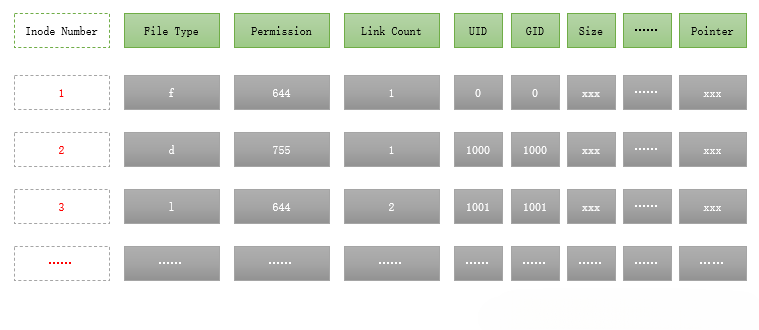 Inode Number File Type Permission Link Count UID GID Size …… Pointer
1 f 644 1 0 0 xxx …… xxx
2 d 755 1 1000 1000 xxx …… xxx
3 l 644 2 1001 1001 xxx …… xxx
…… …… …… …… …… …… …… …… ……